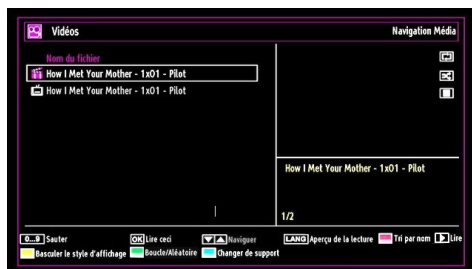 Vidéos
Navigation Média
Nom du fichier
How I Met Your Mother - 1x01 - Pilot
How I Met Your Mother - 1x01 - Pilot
How I Met Your Mother - 1x01 - Pilot
1/2
0...9 Sauter OK Lire ceci Naviguer LANG Aperçu de la lecture Tri par nom Lire
Basculer le style d'affichage Boucle/Aléatoire Changer de support